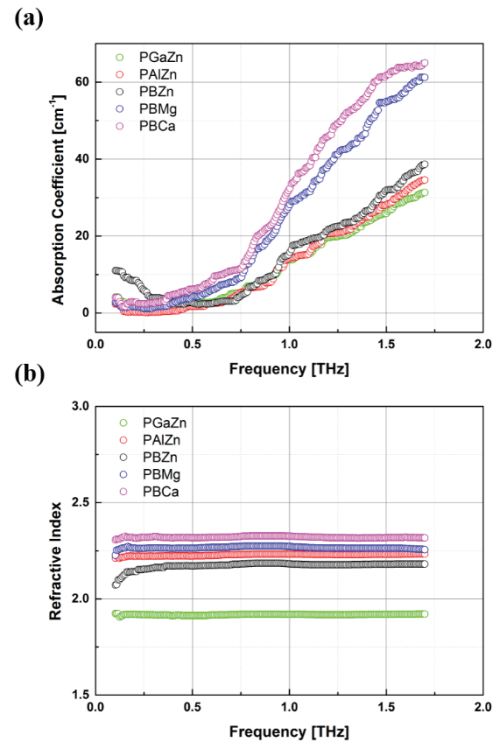 (a)
PGaZn
PAlZn
PBZn
PBMg
PBCa
60
40
20
0
Absorption Coefficient [cm⁻¹]
0.0 0.5 1.0 1.5 2.0
Frequency [THz]
(b)
3.0
PGaZn
PAlZn
PBZn
PBMg
PBCa
2.5
2.0
1.5
Refractive Index
0.0 0.5 1.0 1.5 2.0
Frequency [THz]